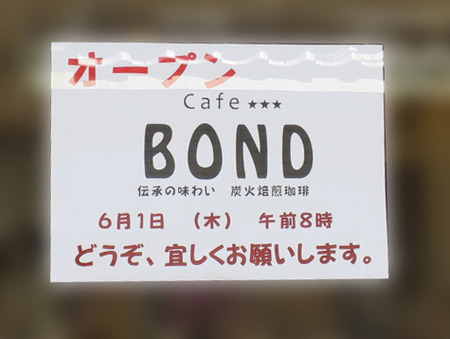 オープン
Cafe ★★★
BOND
伝承の味わい 炭火焙煎珈琲
6月1日 (木) 午前8時
どうぞ、宜しくお願いします。